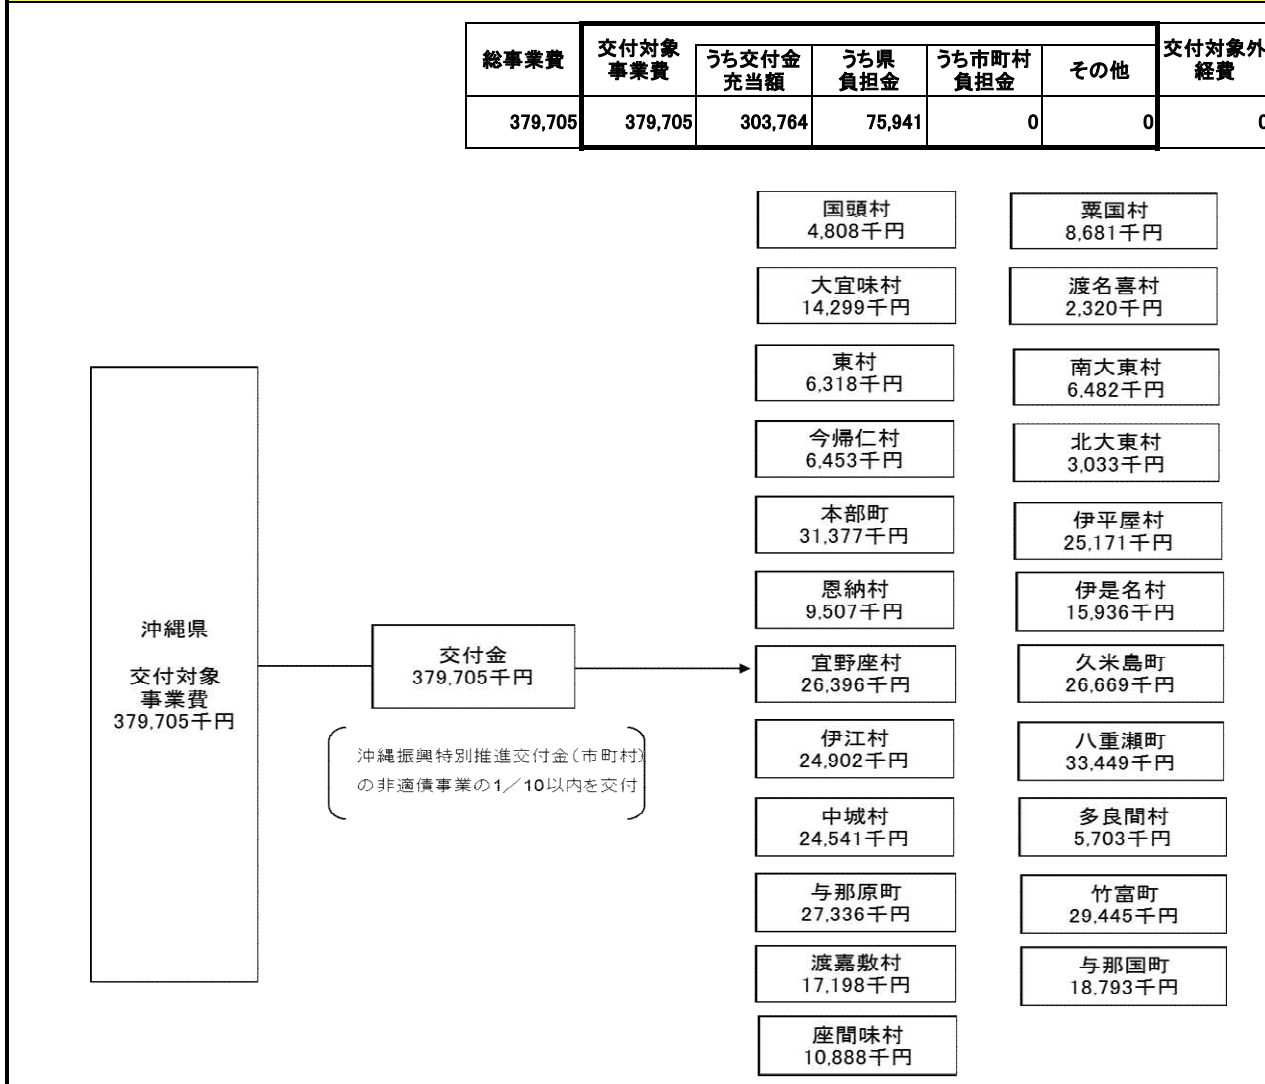 総事業費
交付対象
事業費
うち交付金
充当額
うち県
負担金
うち市町村
負担金
その他
交付対象外
経費
379,705
379,705
303,764
75,941
0
0
0
沖縄県
交付対象
事業費
379,705千円
交付金
379,705千円
沖縄振興特別推進交付金(市町村)
の非適債事業の1/10以内を交付
国頭村
4,808千円
大宜味村
14,299千円
東村
6,318千円
今帰仁村
6,453千円
本部町
31,377千円
恩納村
9,507千円
宜野座村
26,396千円
伊江村
24,902千円
中城村
24,541千円
与那原町
27,336千円
渡嘉敷村
17,198千円
座間味村
10,888千円
粟国村
8,681千円
渡名喜村
2,320千円
南大東村
6,482千円
北大東村
3,033千円
伊平屋村
25,171千円
伊是名村
15,936千円
久米島町
26,669千円
八重瀬町
33,449千円
多良間村
5,703千円
竹富町
29,445千円
与那国町
18,793千円